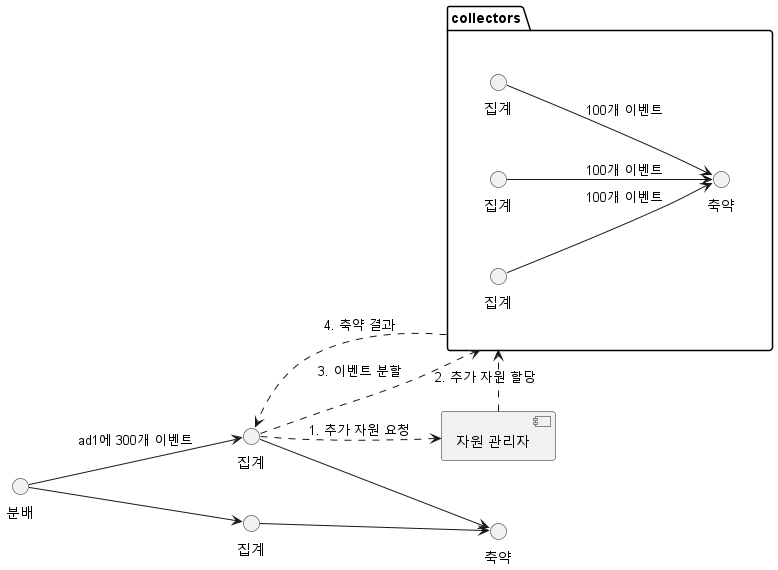 collectors
집계
100개 이벤트
집계
100개 이벤트
축약
100개 이벤트
집계
4. 축약 결과
3. 이벤트 분할
2. 추가 자원 할당
ad1에 300개 이벤트
1. 추가 자원 요청
집계
자원 관리자
분배
집계
축약